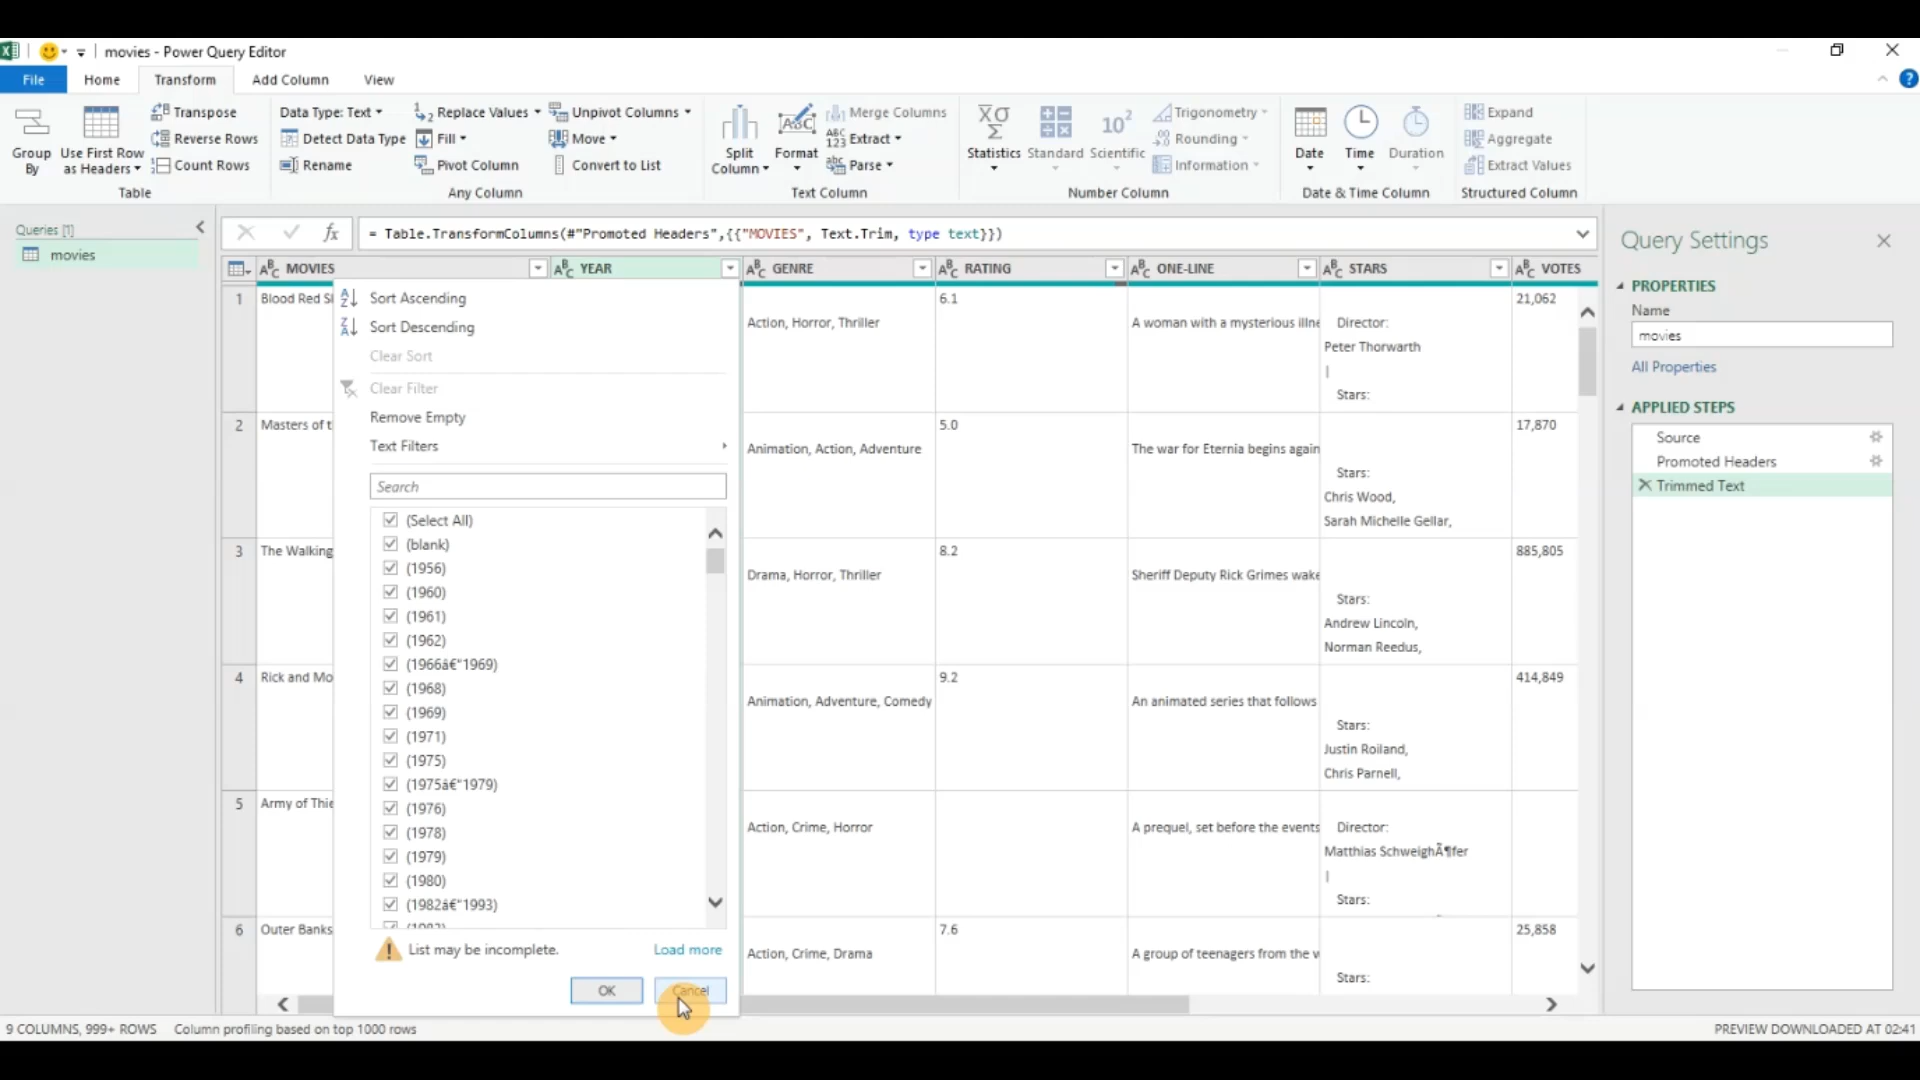 movies - Power Query Editor
File
Home
Transform
Add Column
View
Group By
Use First Row as Headers
Transpose
Reverse Rows
Count Rows
Table
Data Type: Text
Detect Data Type
Rename
Replace Values
Fill
Pivot Column
Unpivot Columns
Move
Convert to List
Any Column
Split Column
Format
Merge Columns
Extract
Parse
Text Column
Statistics
Standard
Scientific
Trigonometry
Rounding
Information
Number Column
Date
Time
Duration
Date & Time Column
Expand
Aggregate
Extract Values
Structured Column
Queries [1]
movies
= Table.TransformColumns(#"Promoted Headers",{{"MOVIES", Text.Trim, type text}})
MOVIES
YEAR
GENRE
RATING
ONE-LINE
STARS
VOTES
1
Blood Red S
Action, Horror, Thriller
6.1
A woman with a mysterious illne
Director:
Peter Thorwarth
|
Stars:
21,062
2
Masters of t
Animation, Action, Adventure
5.0
The war for Eternia begins again
Stars:
Chris Wood,
Sarah Michelle Gellar,
17,870
3
The Walking
Drama, Horror, Thriller
8.2
Sheriff Deputy Rick Grimes wake
Stars:
Andrew Lincoln,
Norman Reedus,
885,805
4
Rick and Mo
Animation, Adventure, Comedy
9.2
An animated series that follows
Stars:
Justin Roiland,
Chris Parnell,
414,849
5
Army of Thie
Action, Crime, Horror
A prequel, set before the events
Director:
Matthias SchweighÃ¶fer
|
Stars:
6
Outer Banks
Action, Crime, Drama
7.6
A group of teenagers from the w
Stars:
25,858
Sort Ascending
Sort Descending
Clear Sort
Clear Filter
Remove Empty
Text Filters
Search
(Select All)
(blank)
(1956)
(1960)
(1961)
(1962)
(1966â€“1969)
(1968)
(1969)
(1971)
(1975)
(1975â€“1979)
(1976)
(1978)
(1979)
(1980)
(1982â€“1993)
(1983)
List may be incomplete.
Load more
OK
Cancel
Query Settings
PROPERTIES
Name
movies
All Properties
APPLIED STEPS
Source
Promoted Headers
Trimmed Text
9 COLUMNS, 999+ ROWS
Column profiling based on top 1000 rows
PREVIEW DOWNLOADED AT 02:41